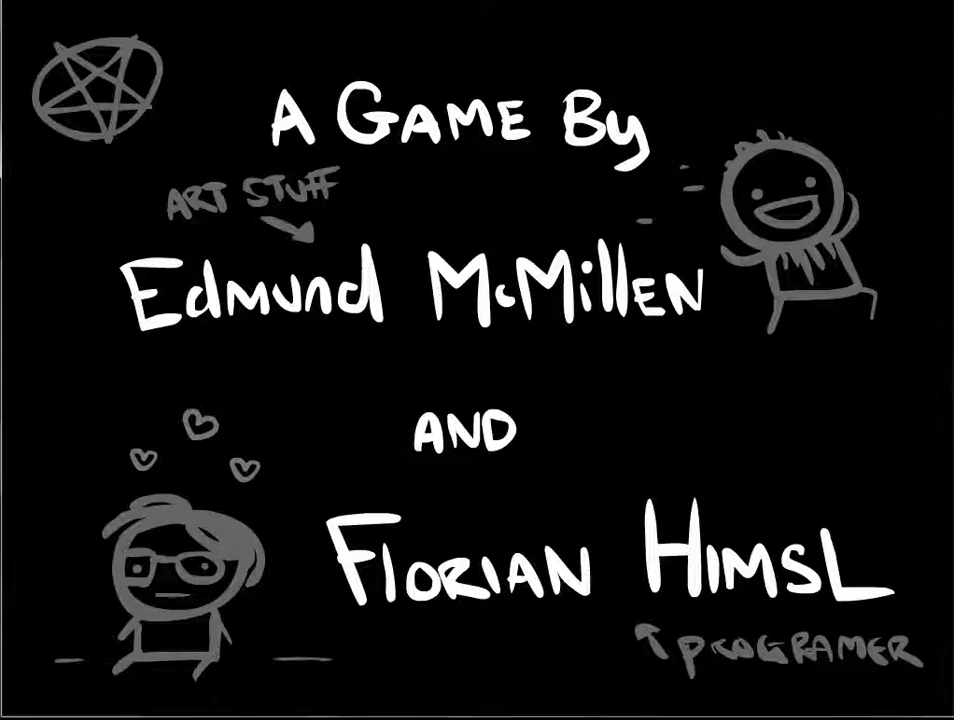 A GAME By
ART STUFF
Edmund McMillEN
AND
FlORIAN HIMSL
PROGRAMER